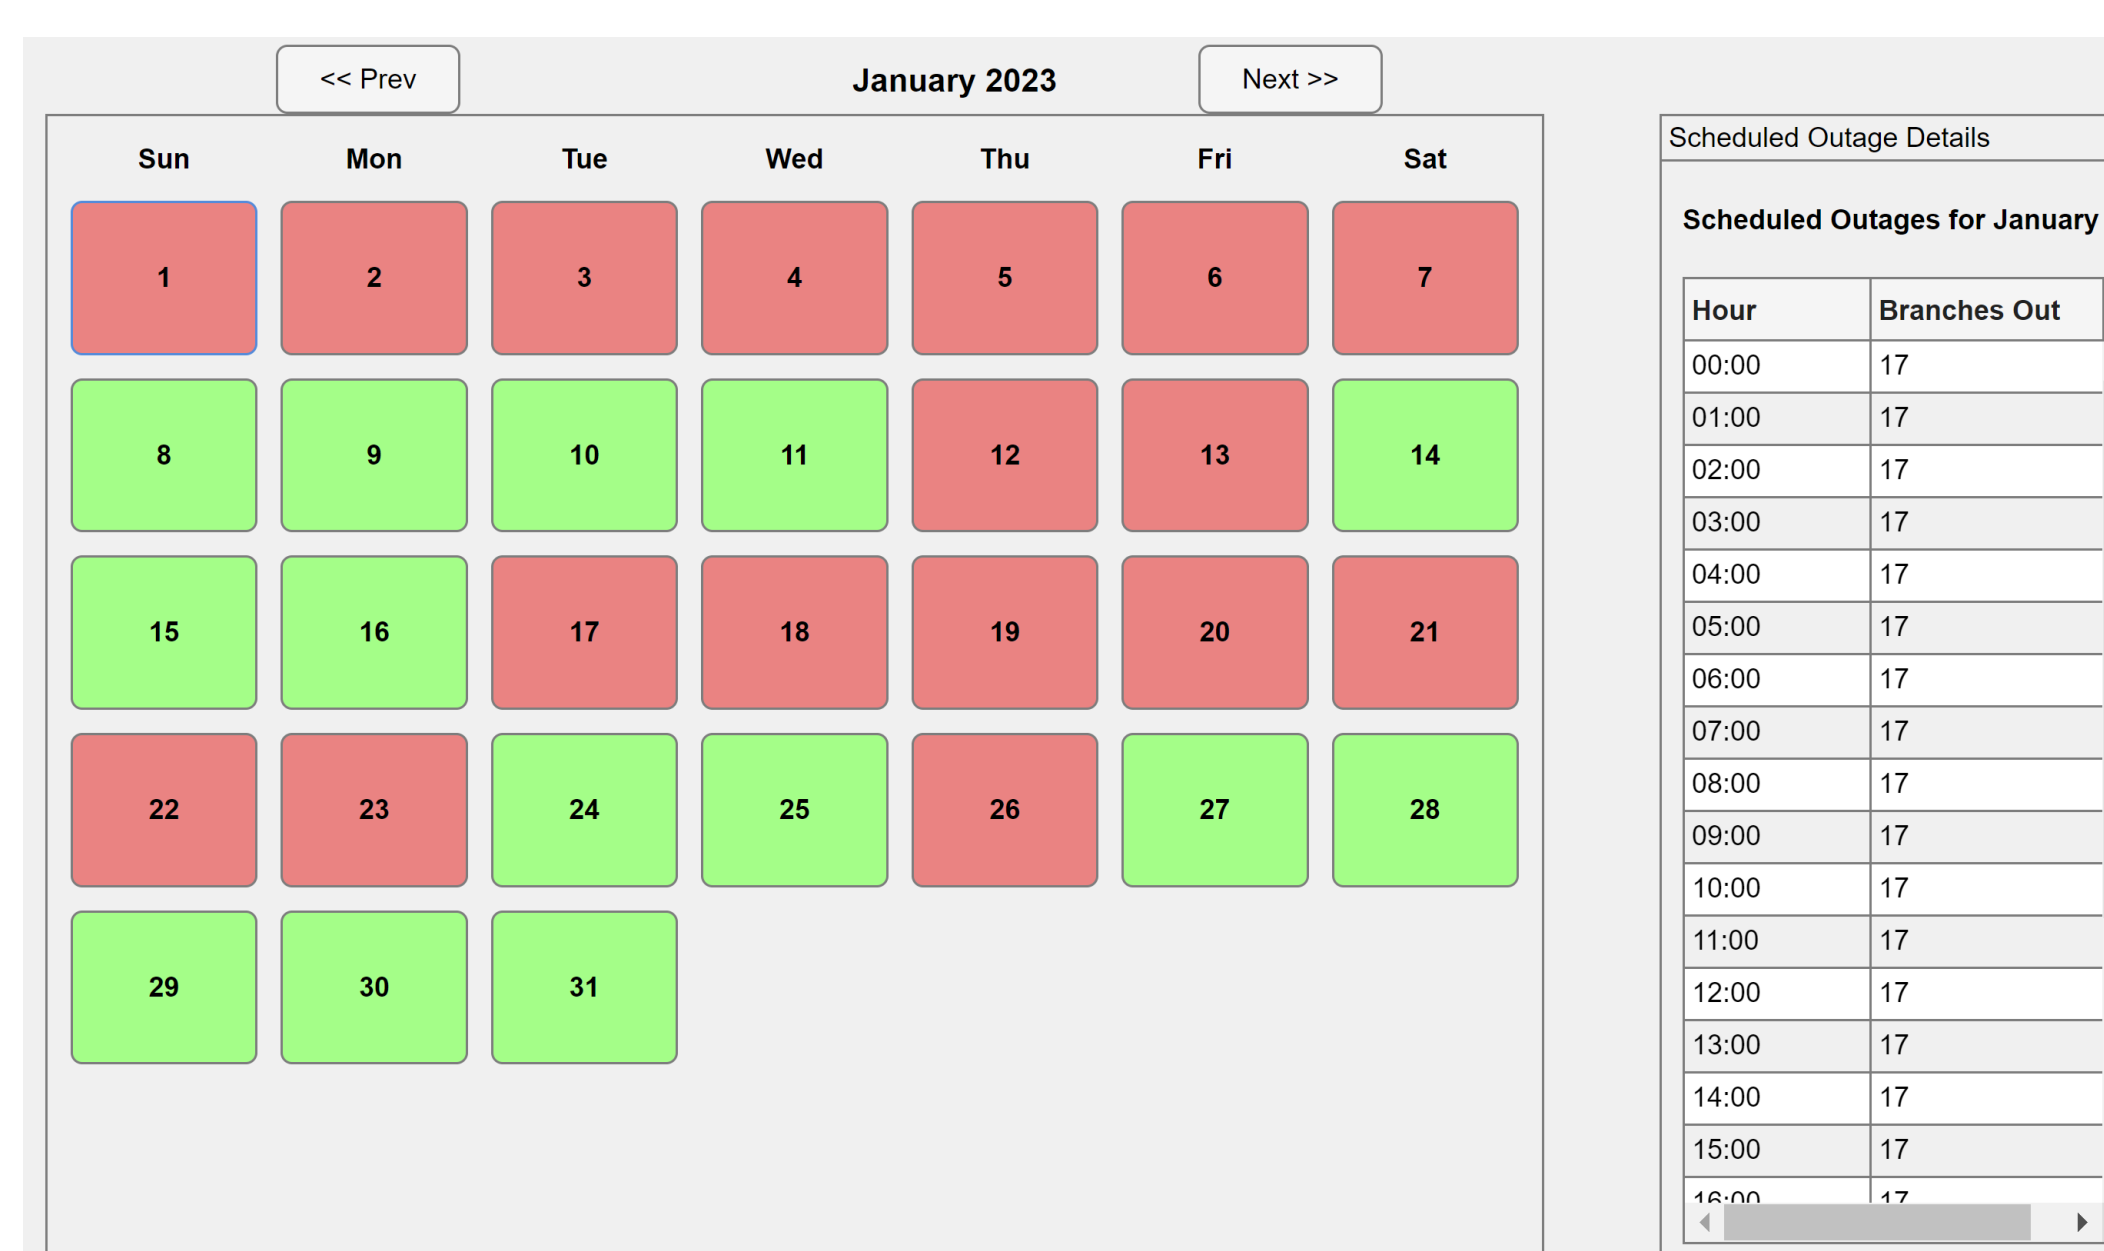 << Prev
January 2023
Next >>
Sun Mon Tue Wed Thu Fri Sat
1 2 3 4 5 6 7
8 9 10 11 12 13 14
15 16 17 18 19 20 21
22 23 24 25 26 27 28
29 30 31
Scheduled Outage Details
Scheduled Outages for January
Hour Branches Out
00:00 17
01:00 17
02:00 17
03:00 17
04:00 17
05:00 17
06:00 17
07:00 17
08:00 17
09:00 17
10:00 17
11:00 17
12:00 17
13:00 17
14:00 17
15:00 17
16:00 17